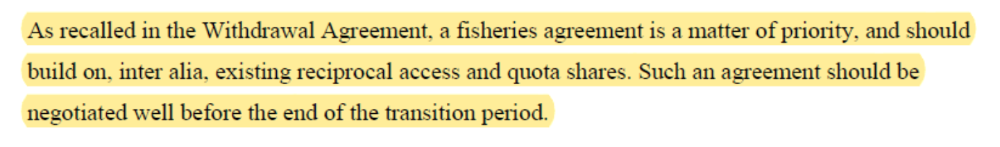 As recalled in the Withdrawal Agreement, a fisheries agreement is a matter of priority, and should
build on, inter alia, existing reciprocal access and quota shares. Such an agreement should be
negotiated well before the end of the transition period.